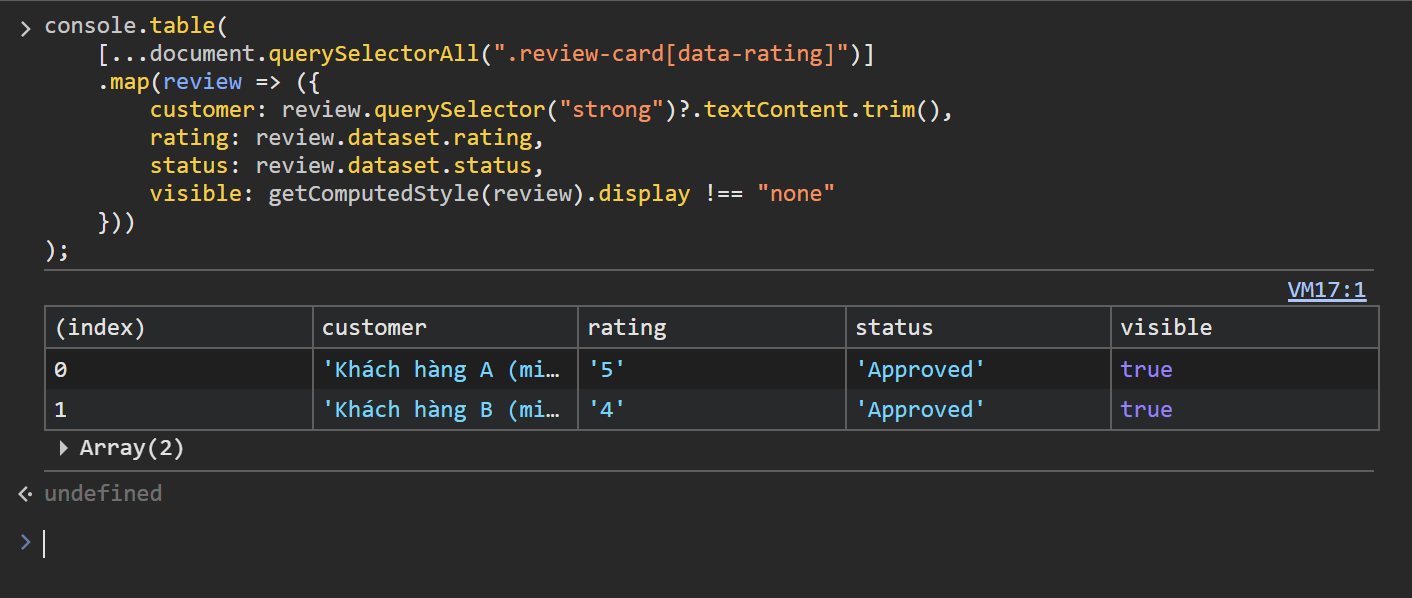 console.table(
[...document.querySelectorAll(".review-card[data-rating]")]
.map(review => ({
customer: review.querySelector("strong")?.textContent.trim(),
rating: review.dataset.rating,
status: review.dataset.status,
visible: getComputedStyle(review).display !== "none"
}))
);
VM17:1
(index) customer rating status visible
0 'Khách hàng A (mi… '5' 'Approved' true
1 'Khách hàng B (mi… '4' 'Approved' true
Array(2)
undefined